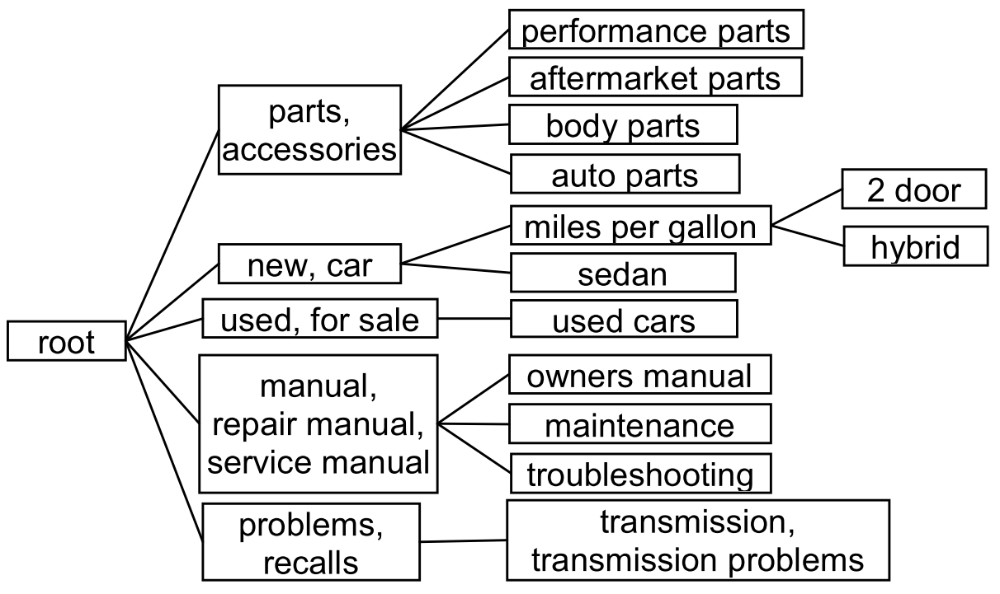 root
parts,
accessories
performance parts
aftermarket parts
body parts
auto parts
new, car
miles per gallon
2 door
hybrid
sedan
used, for sale
used cars
manual,
repair manual,
service manual
owners manual
maintenance
troubleshooting
problems,
recalls
transmission,
transmission problems